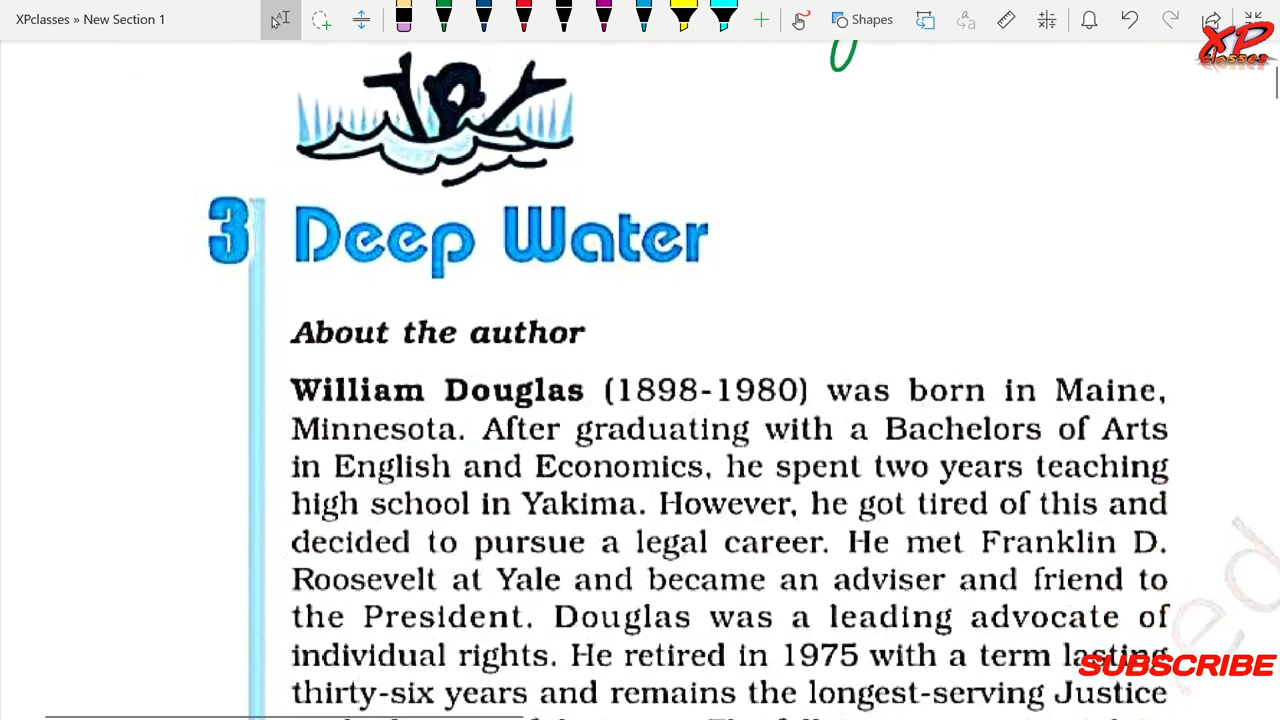 XPclasses » New Section 1
Shapes
XP
classes
3 Deep Water
About the author
William Douglas (1898-1980) was born in Maine,
Minnesota. After graduating with a Bachelors of Arts
in English and Economics, he spent two years teaching
high school in Yakima. However, he got tired of this and
decided to pursue a legal career. He met Franklin D.
Roosevelt at Yale and became an adviser and friend to
the President. Douglas was a leading advocate of
individual rights. He retired in 1975 with a term lasting
thirty-six years and remains the longest-serving Justice
SUBSCRIBE